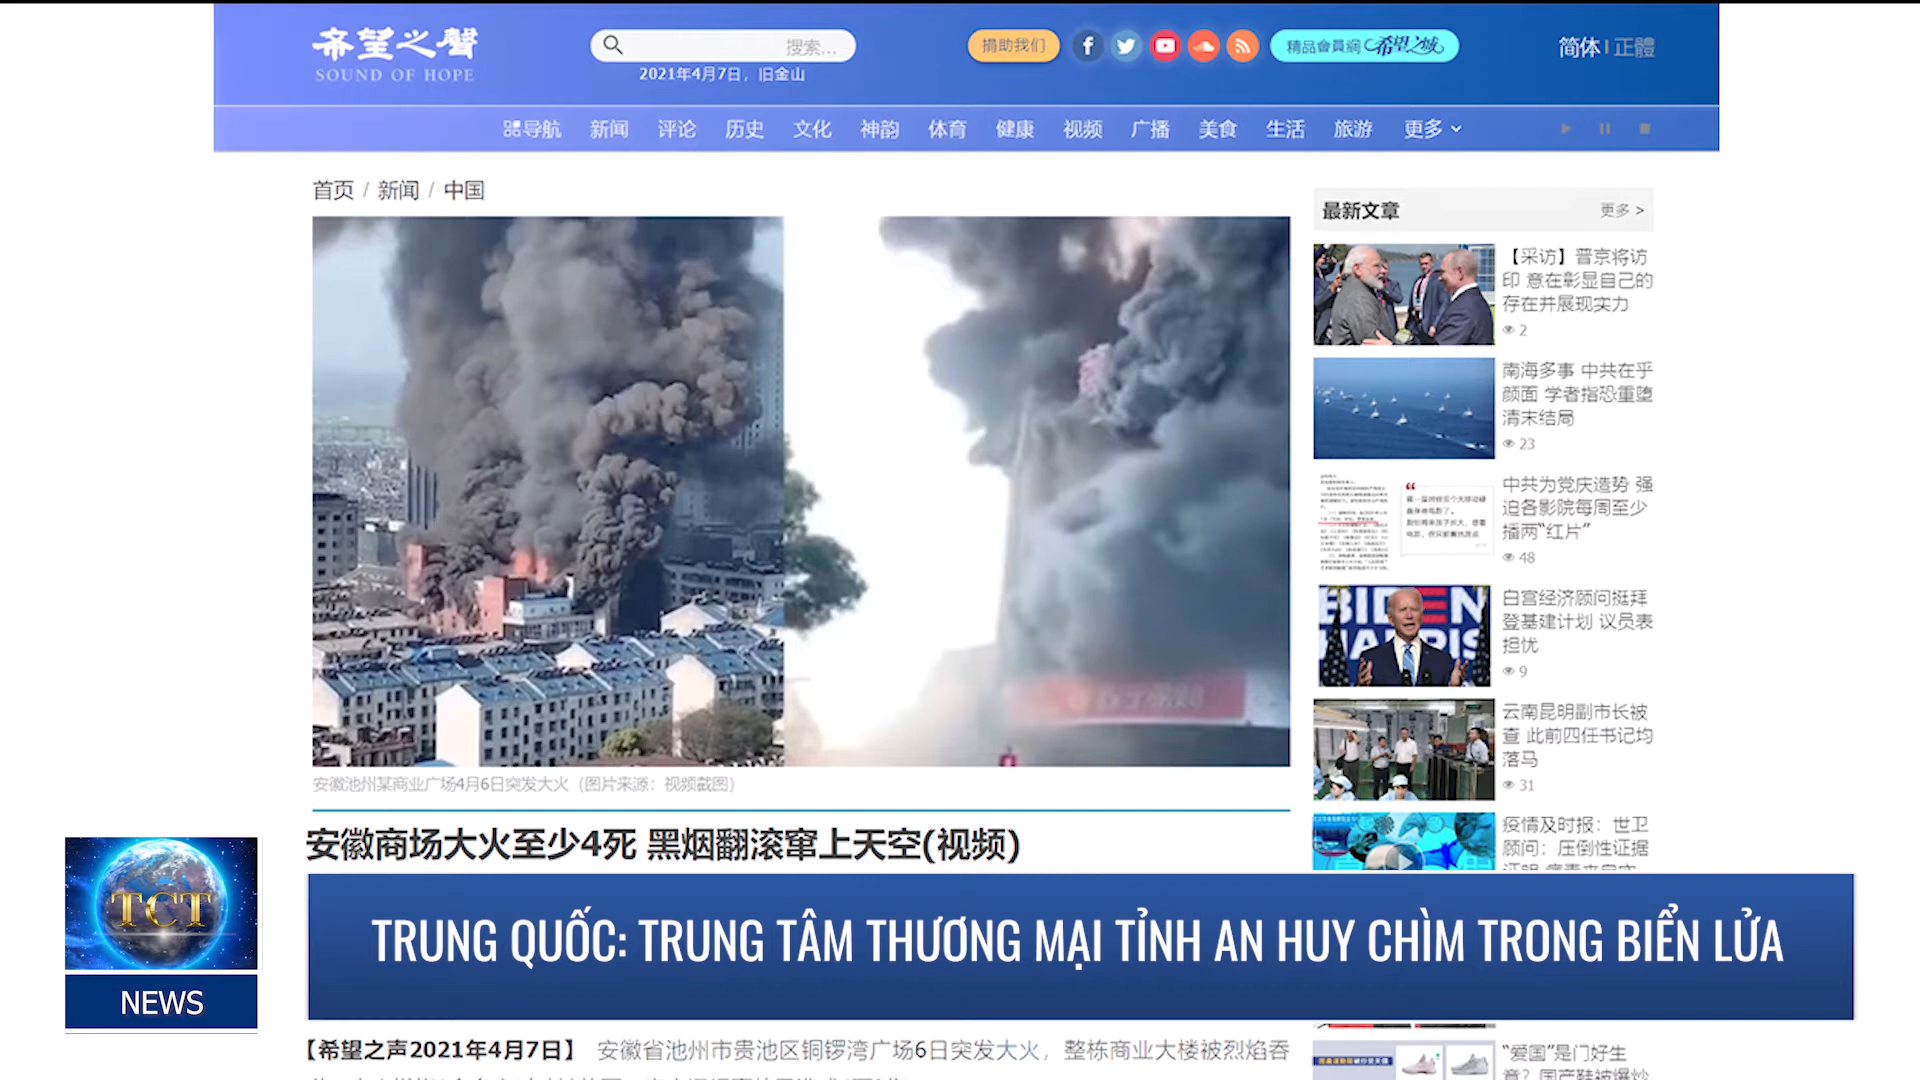 希望之聲
SOUND OF HOPE
搜索...
2021年4月7日，旧金山
捐助我们
精品會員網 希望之城
简体 | 正體
导航 新闻 评论 历史 文化 神韵 体育 健康 视频 广播 美食 生活 旅游 更多
首页 / 新闻 / 中国
安徽池州某商业广场4月6日突发大火（图片来源：视频截图）
安徽商场大火至少4死 黑烟翻滚窜上天空(视频)
最新文章
更多 >
【采访】普京将访
印 意在彰显自己的
存在并展现实力
2
南海多事 中共在乎
颜面 学者指恐重堕
清末结局
23
中共为党庆造势 强
迫各影院每周至少
播两“红片”
48
BIDEN
HARRIS
白宫经济顾问挺拜
登基建计划 议员表
担忧
9
云南昆明副市长被
查 此前四任书记均
落马
31
疫情及时报：世卫
顾问：压倒性证据
TCT
NEWS
TRUNG QUỐC: TRUNG TÂM THƯƠNG MẠI TỈNH AN HUY CHÌM TRONG BIỂN LỬA
【希望之声2021年4月7日】 安徽省池州市贵池区铜锣湾广场6日突发大火，整栋商业大楼被烈焰吞
“爱国”是门好生
意？国产鞋被爆炒